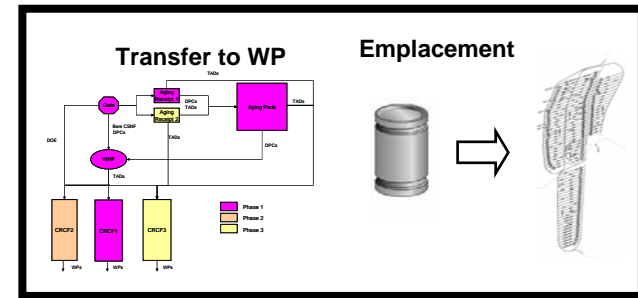 Transfer to WP
Emplacement
TADs
Gate
Aging
Receipt 1
Aging
Receipt 2
DPCs
TADs
Aging Pads
TADs
Bare CSNF
DPCs
DOE
TADs
DPCs
WHF
TADs
CRCF2
CRCF1
CRCF3
Phase 1
Phase 2
Phase 3
WPs
WPs
WPs